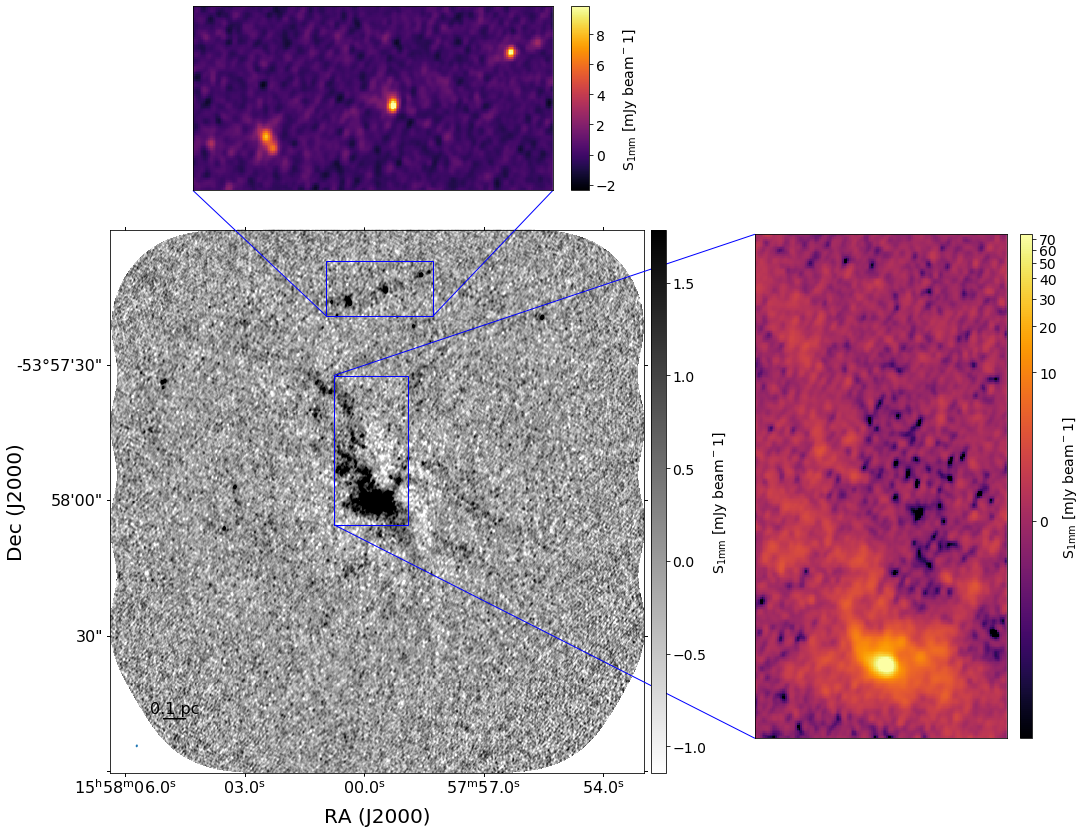 8
6
4
2
0
−2
S1mm [mJy beam−1]
-53°57'30"
58'00"
30"
Dec (J2000)
0.1 pc
15h58m06.0s
03.0s
00.0s
57m57.0s
54.0s
RA (J2000)
1.5
1.0
0.5
0.0
−0.5
−1.0
S1mm [mJy beam−1]
70
60
50
40
30
20
10
0
S1mm [mJy beam−1]